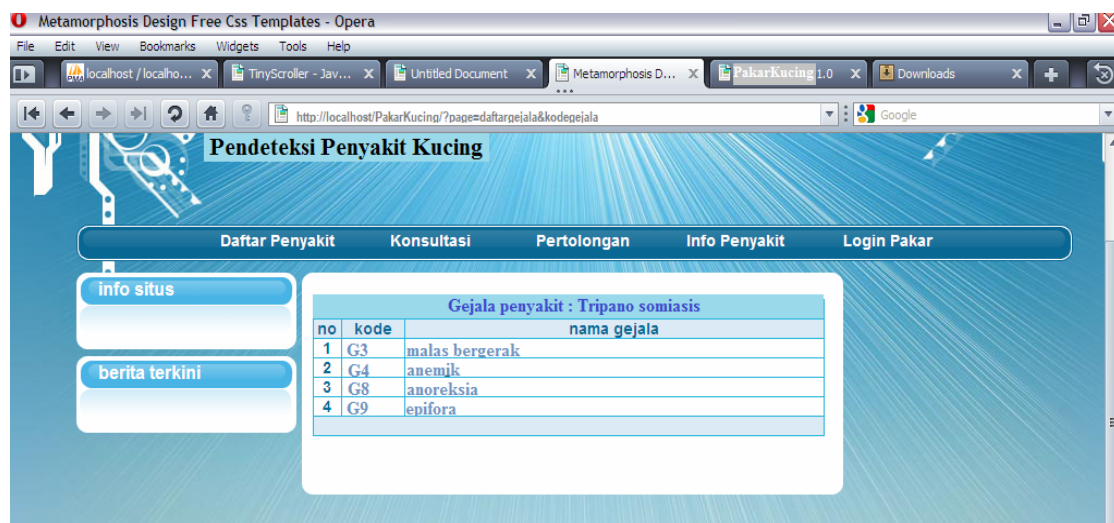 Metamorphosis Design Free Css Templates - Opera
File Edit View Bookmarks Widgets Tools Help
localhost / localho... TinyScroller - Jav... Untitled Document Metamorphosis D... PakarKucing 1.0 Downloads
http://localhost/PakarKucing/?page=daftargejala&kodegejala Google
Pendeteksi Penyakit Kucing
Daftar Penyakit Konsultasi Pertolongan Info Penyakit Login Pakar
info situs
berita terkini
Gejala penyakit : Tripano somiasis
no kode nama gejala
1 G3 malas bergerak
2 G4 anemik
3 G8 anoreksia
4 G9 epifora